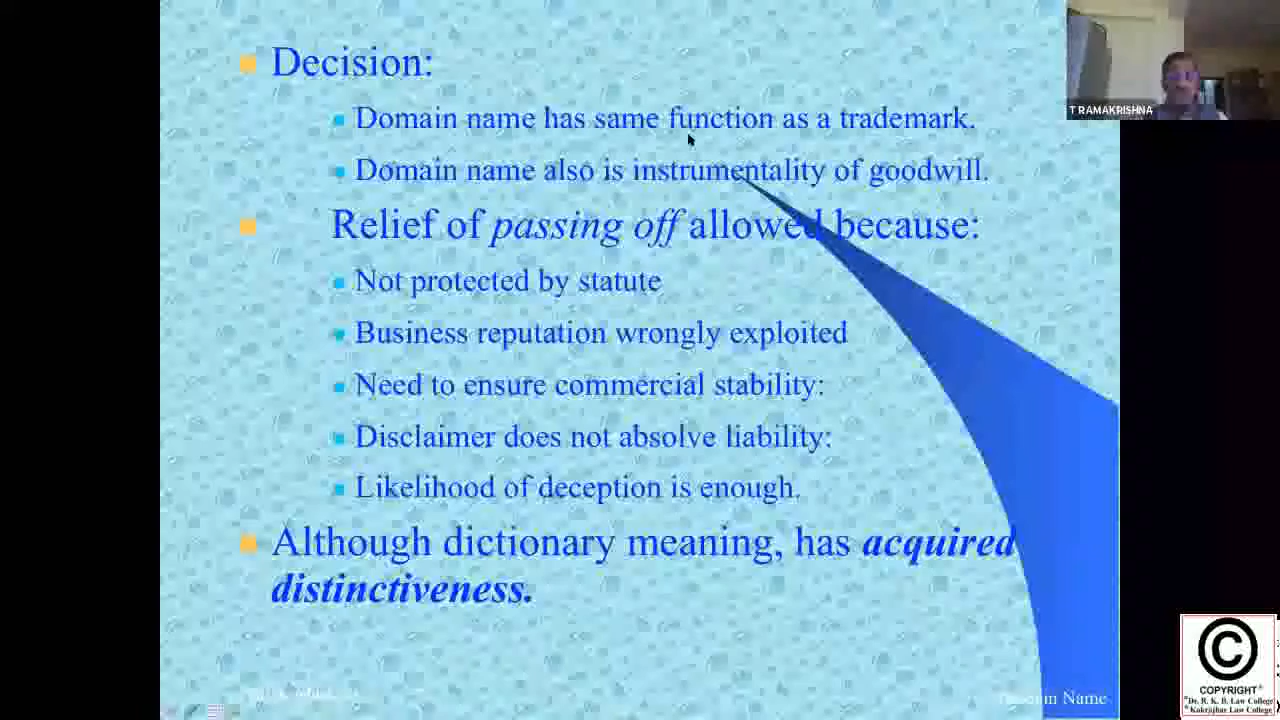 Decision:
Domain name has same function as a trademark.
Domain name also is instrumentality of goodwill.
Relief of passing off allowed because:
Not protected by statute
Business reputation wrongly exploited
Need to ensure commercial stability:
Disclaimer does not absolve liability:
Likelihood of deception is enough.
Although dictionary meaning, has acquired
distinctiveness.
Name
T RAMAKRISHNA
COPYRIGHT
Dr. R. K. B. Law College
Kokrajhar Law College